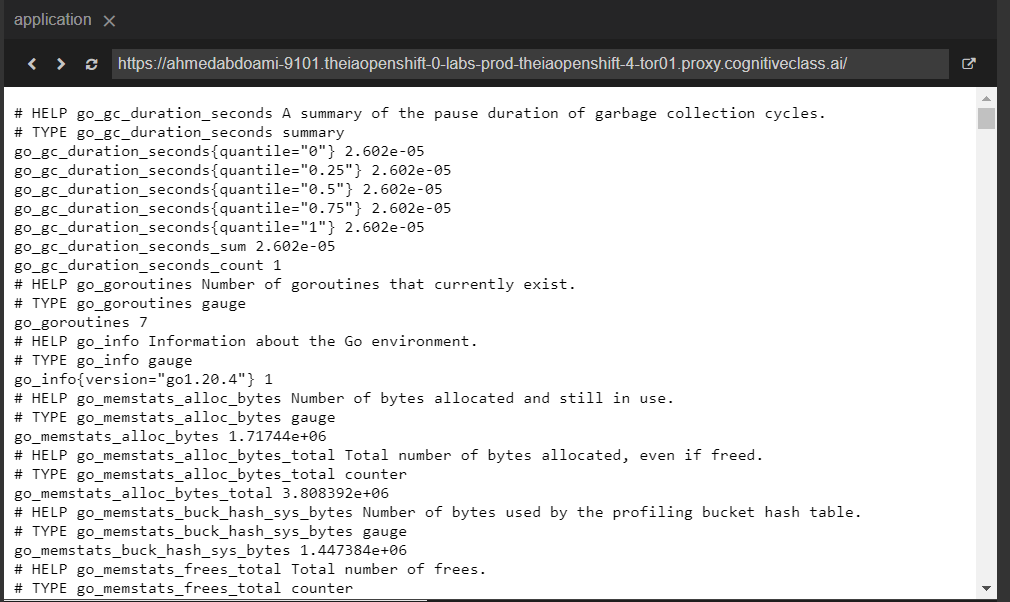 application
https://ahmedabdoami-9101.theiaopenshift-0-labs-prod-theiaopenshift-4-tor01.proxy.cognitiveclass.ai/
# HELP go_gc_duration_seconds A summary of the pause duration of garbage collection cycles.
# TYPE go_gc_duration_seconds summary
go_gc_duration_seconds{quantile="0"} 2.602e-05
go_gc_duration_seconds{quantile="0.25"} 2.602e-05
go_gc_duration_seconds{quantile="0.5"} 2.602e-05
go_gc_duration_seconds{quantile="0.75"} 2.602e-05
go_gc_duration_seconds{quantile="1"} 2.602e-05
go_gc_duration_seconds_sum 2.602e-05
go_gc_duration_seconds_count 1
# HELP go_goroutines Number of goroutines that currently exist.
# TYPE go_goroutines gauge
go_goroutines 7
# HELP go_info Information about the Go environment.
# TYPE go_info gauge
go_info{version="go1.20.4"} 1
# HELP go_memstats_alloc_bytes Number of bytes allocated and still in use.
# TYPE go_memstats_alloc_bytes gauge
go_memstats_alloc_bytes 1.71744e+06
# HELP go_memstats_alloc_bytes_total Total number of bytes allocated, even if freed.
# TYPE go_memstats_alloc_bytes_total counter
go_memstats_alloc_bytes_total 3.808392e+06
# HELP go_memstats_buck_hash_sys_bytes Number of bytes used by the profiling bucket hash table.
# TYPE go_memstats_buck_hash_sys_bytes gauge
go_memstats_buck_hash_sys_bytes 1.447384e+06
# HELP go_memstats_frees_total Total number of frees.
# TYPE go_memstats_frees_total counter